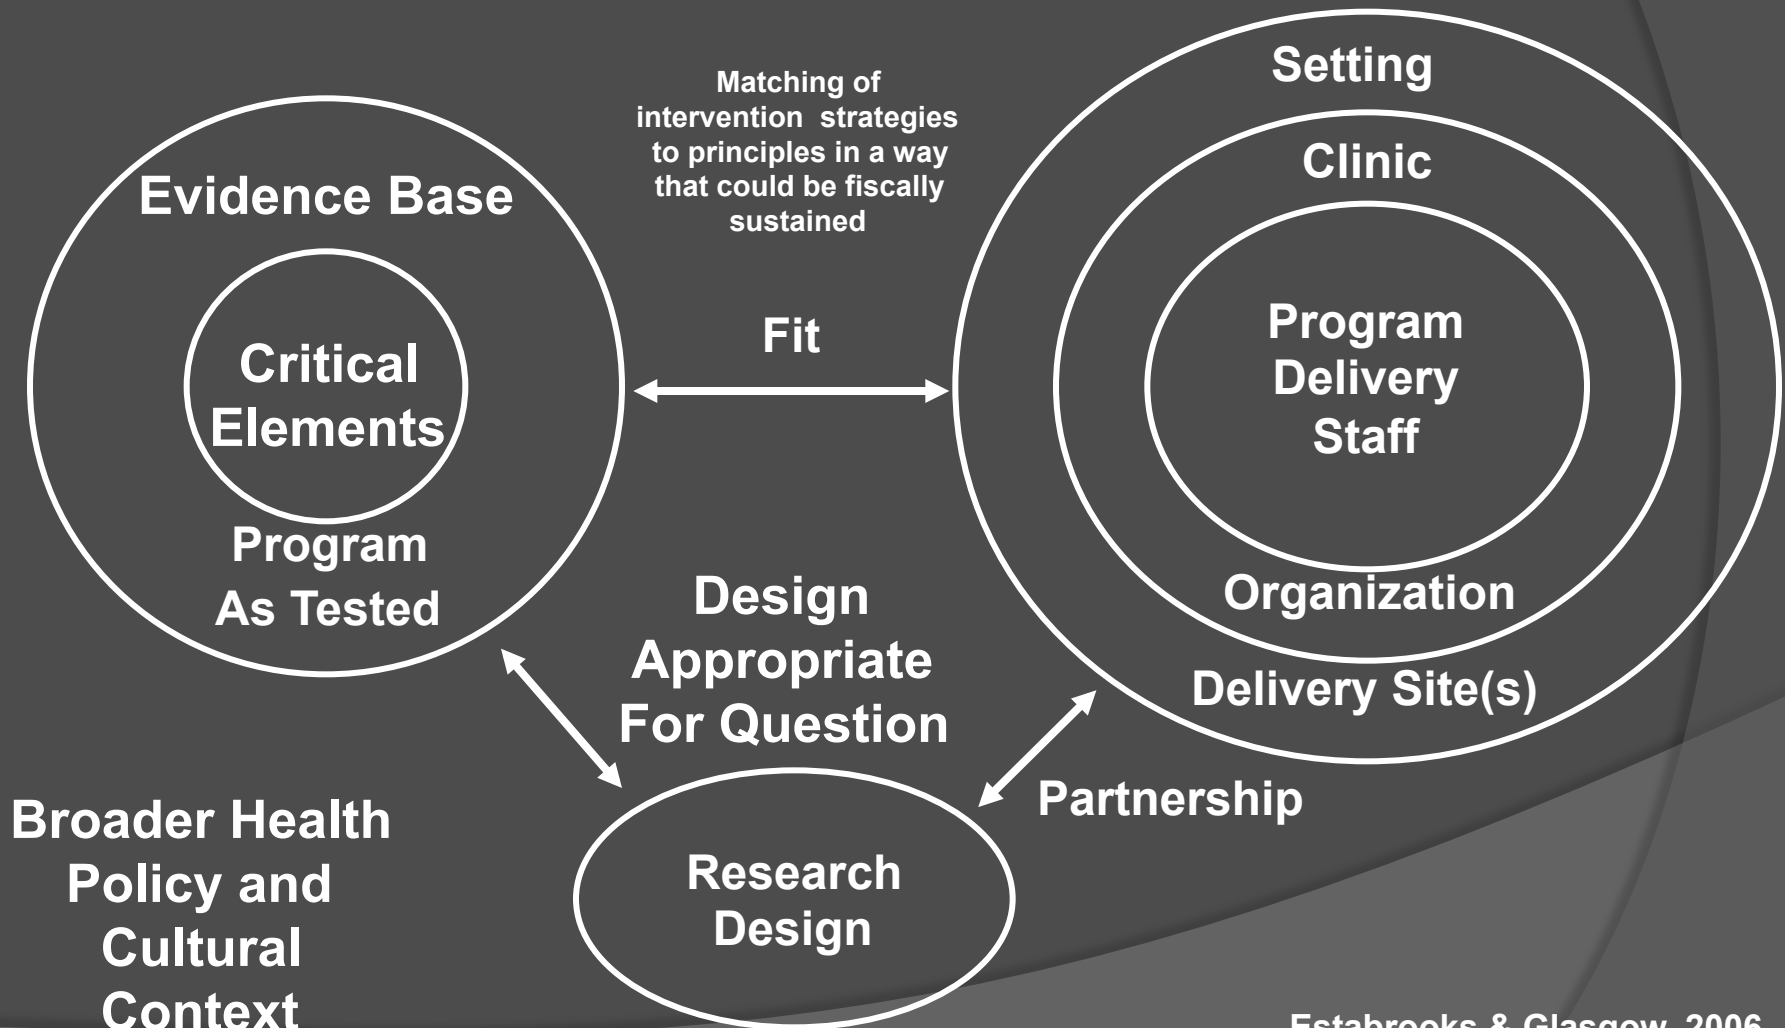 Evidence Base
Critical
Elements
Program
As Tested
Matching of
intervention strategies
to principles in a way
that could be fiscally
sustained
Fit
Setting
Clinic
Program
Delivery
Staff
Organization
Delivery Site(s)
Design
Appropriate
For Question
Partnership
Research
Design
Broader Health
Policy and
Cultural
Context
Estabrooks & Glasgow, 2006